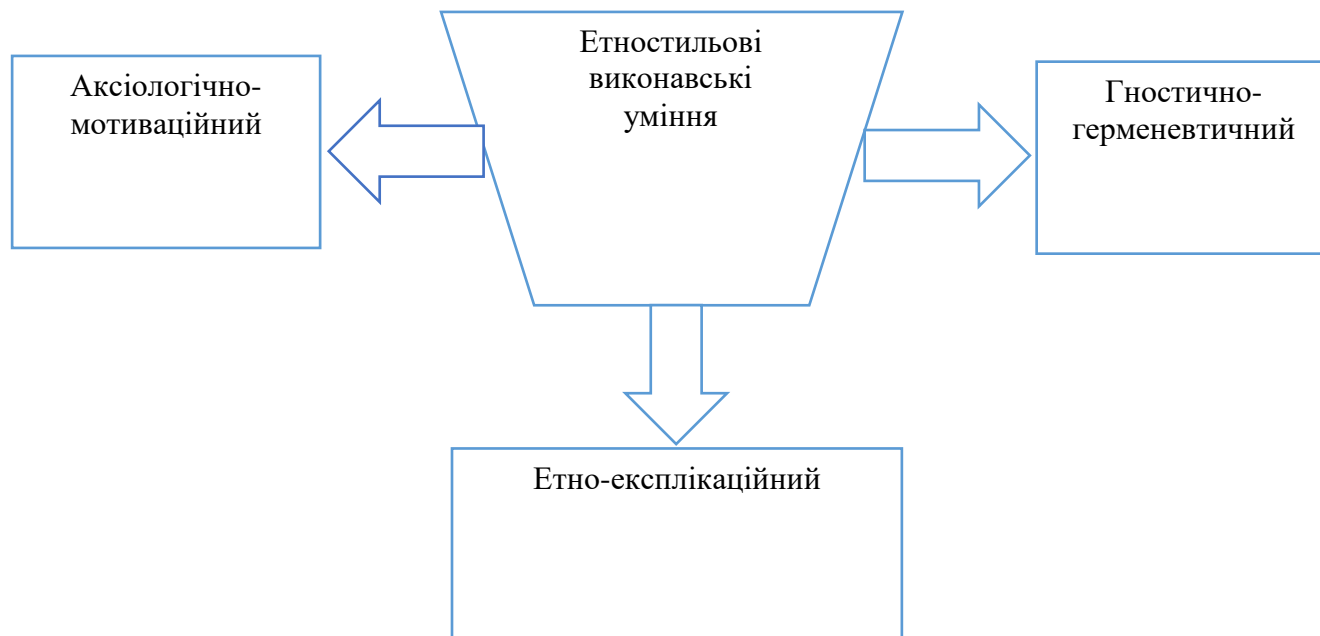 Етностильові
виконавські
уміння
Аксіологічно-
мотиваційний
Гностично-
герменевтичний
Етно-експлікаційний